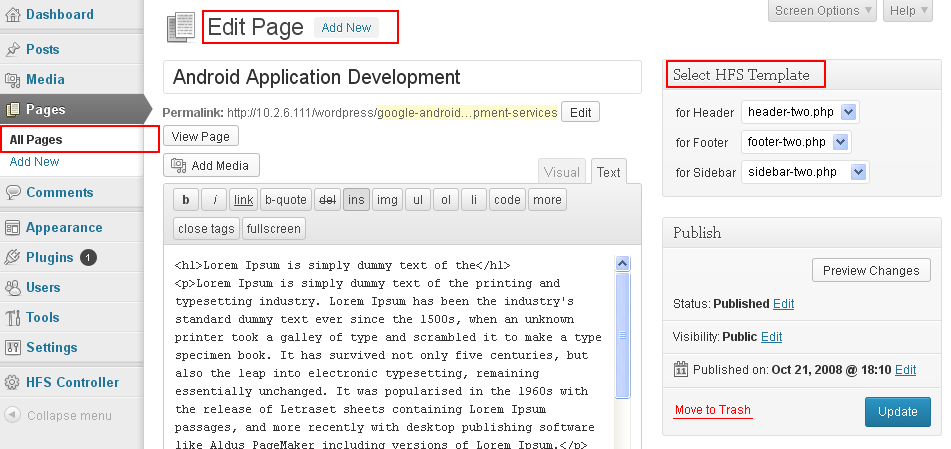 Dashboard
Posts
Media
Pages
All Pages
Add New
Comments
Appearance
Plugins 1
Users
Tools
Settings
HFS Controller
Collapse menu
Screen Options
Help
Edit Page Add New
Android Application Development
Permalink: http://10.2.6.111/wordpress/google-android...pment-services Edit
View Page
Add Media
Visual Text
b i link b-quote del ins img ul ol li code more
close tags fullscreen
<h1>Lorem Ipsum is simply dummy text of the</h1>
<p>Lorem Ipsum is simply dummy text of the printing and
typesetting industry. Lorem Ipsum has been the industry's
standard dummy text ever since the 1500s, when an unknown
printer took a galley of type and scrambled it to make a type
specimen book. It has survived not only five centuries, but
also the leap into electronic typesetting, remaining
essentially unchanged. It was popularised in the 1960s with
the release of Letraset sheets containing Lorem Ipsum
passages, and more recently with desktop publishing software
like Aldus PageMaker including versions of Lorem Ipsum.</p>
Select HFS Template
for Header header-two.php
for Footer footer-two.php
for Sidebar sidebar-two.php
Publish
Preview Changes
Status: Published Edit
Visibility: Public Edit
11 Published on: Oct 21, 2008 @ 18:10 Edit
Move to Trash
Update